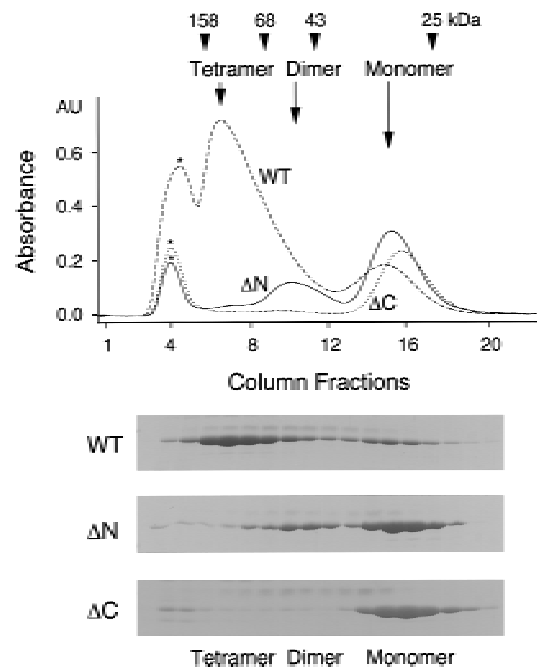 158 68 43 25 kDa
Tetramer Dimer Monomer
AU
0.6
0.4
0.2
0.0
Absorbance
* * *
WT
ΔN
ΔC
1 4 8 12 16 20
Column Fractions
WT
ΔN
ΔC
Tetramer Dimer Monomer